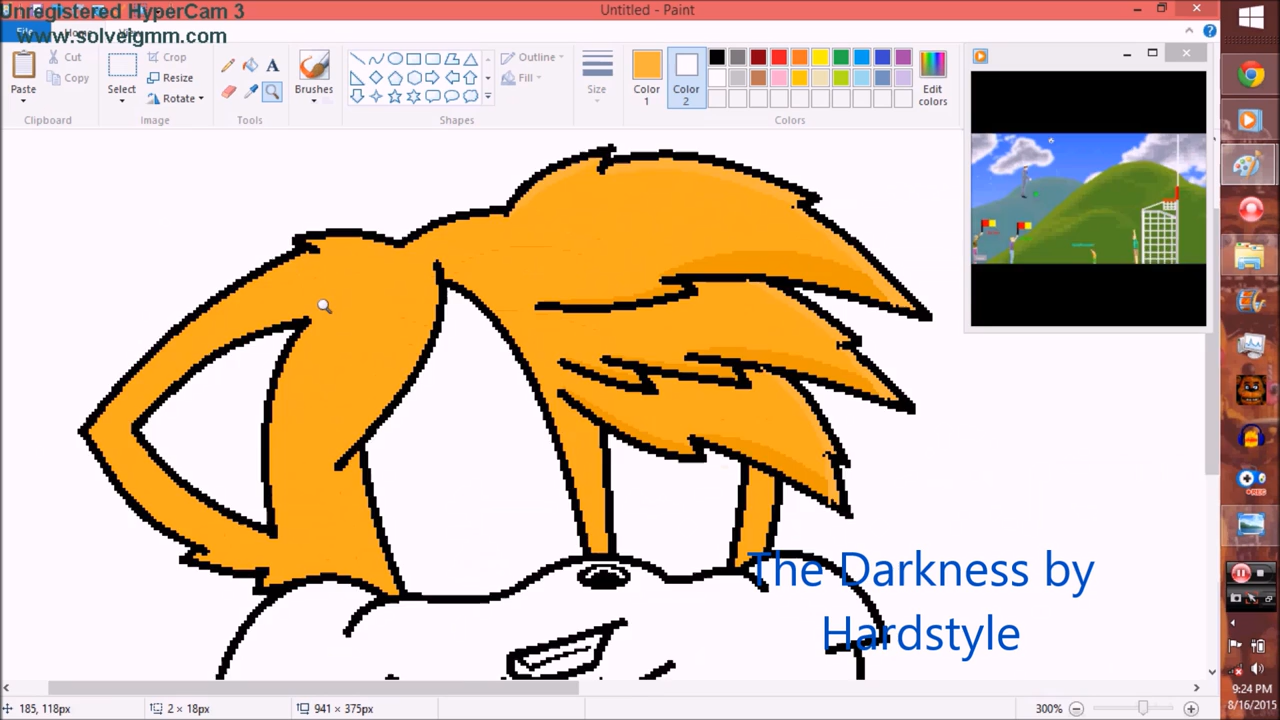 Unregistered HyperCam 3
www.solveigmm.com
Untitled - Paint
File
Paste
Cut
Copy
Clipboard
Select
Crop
Resize
Rotate
Image
Tools
Brushes
Shapes
Outline
Fill
Size
Color 1
Color 2
Colors
Edit colors
The Darkness by
Hardstyle
185, 118px
2 × 18px
941 × 375px
300%
9:24 PM
8/16/2015
REC